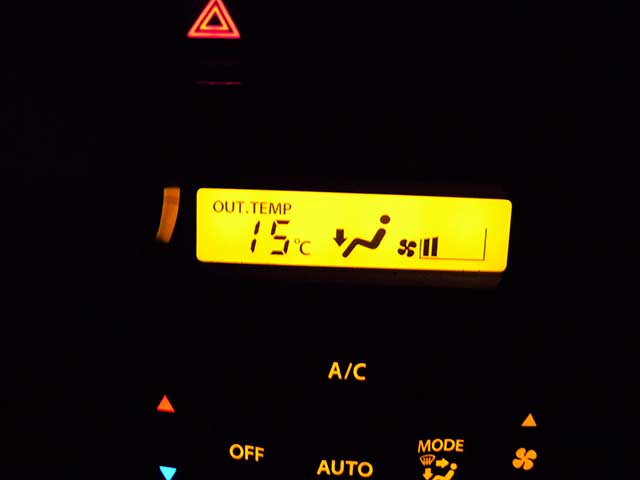 OUT.TEMP
15°C
A/C
OFF
AUTO
MODE